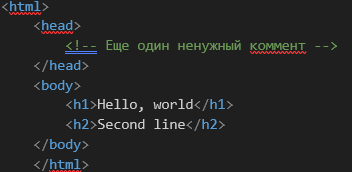 <html>
    <head>
        <!-- Еще один ненужный коммент -->
    </head>
    <body>
        <h1>Hello, world</h1>
        <h2>Second line</h2>
    </body>
    </html>